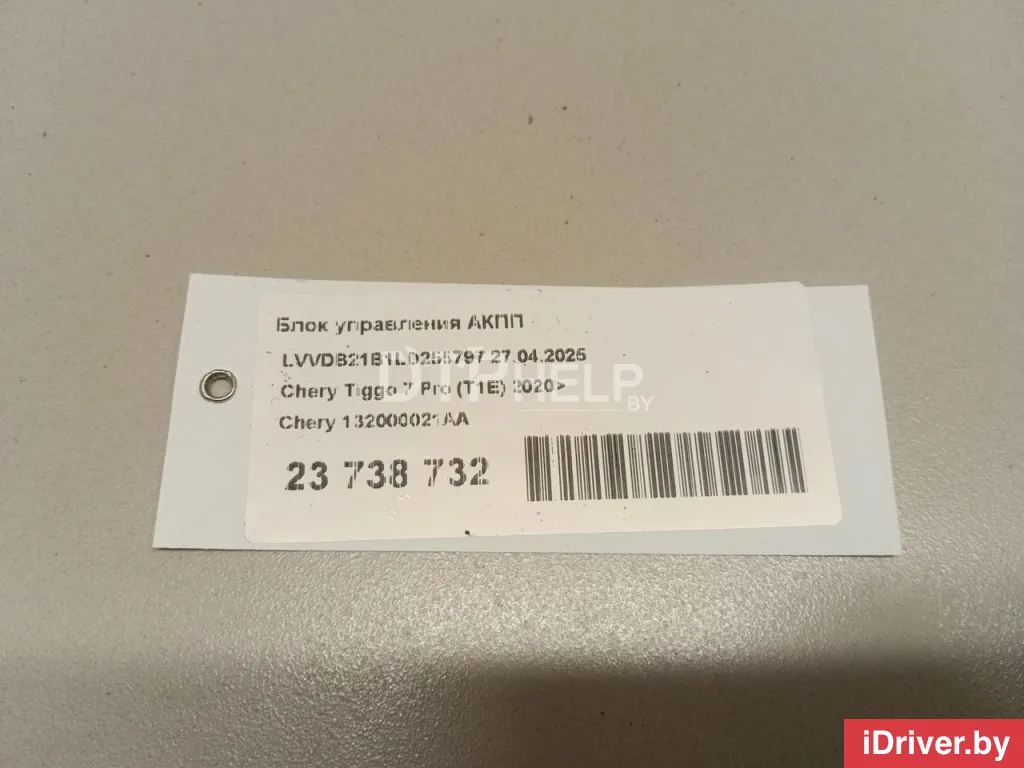 Блок управления АКПП
LVVDB21B1LD255797 27.04.2025
Chery Tiggo 7 Pro (T1E) 2020>
Chery 132000021AA
23 738 732
DTPHELP
BY
iDriver.by